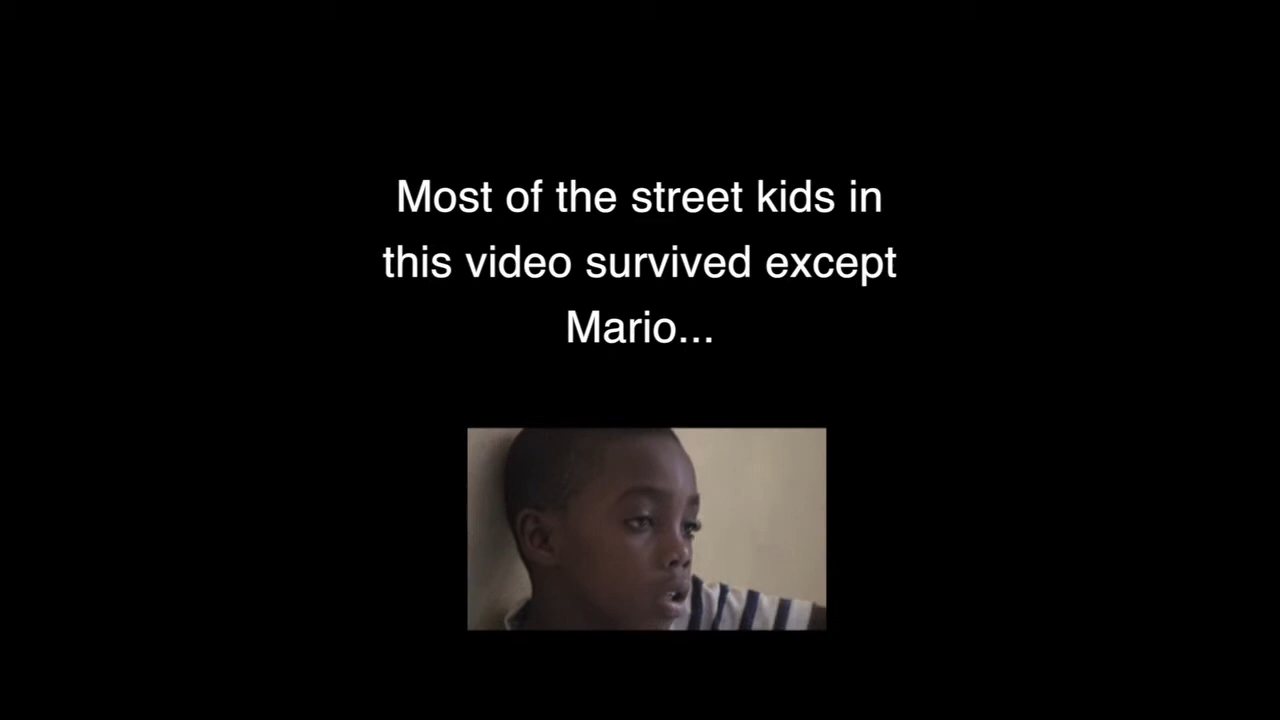 Most of the street kids in
this video survived except
Mario...